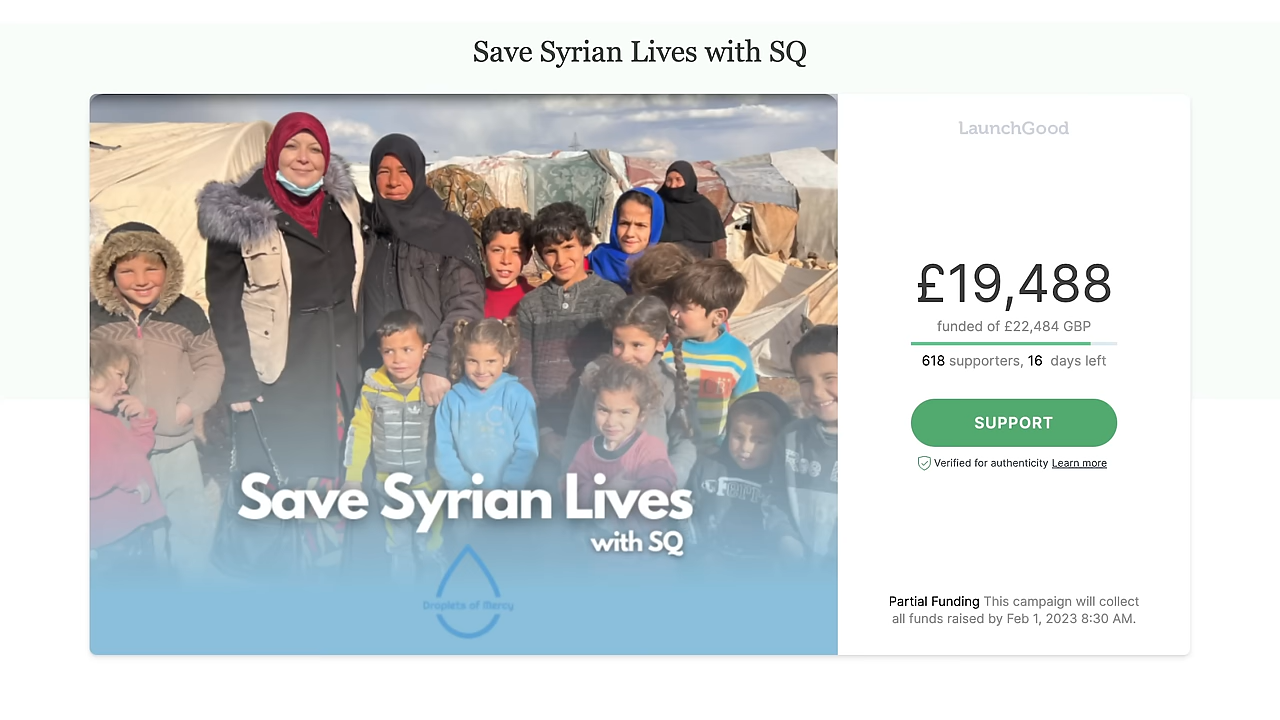 Save Syrian Lives with SQ
Save Syrian Lives
with SQ
Droplets of Mercy
LaunchGood
£19,488
funded of £22,484 GBP
618 supporters, 16 days left
SUPPORT
Verified for authenticity Learn more
Partial Funding This campaign will collect
all funds raised by Feb 1, 2023 8:30 AM.